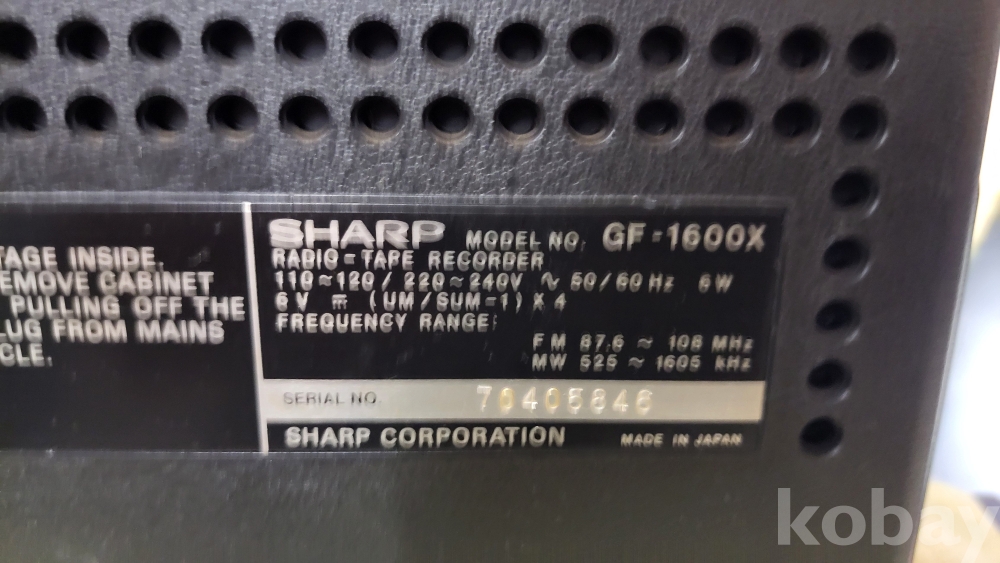 TAGE INSIDE.
EMOVE CABINET
PULLING OFF THE
LUG FROM MAINS
CLE.
SHARP MODEL NO. GF-1600X
RADIO-TAPE RECORDER
110~120/220~240V ∿ 50/60Hz 6W
6V ⎓ (UM/SUM-1) X 4
FREQUENCY RANGE:
FM 87.6 ~ 108 MHz
MW 525 ~ 1605 kHz
SERIAL NO. 70405846
SHARP CORPORATION MADE IN JAPAN
kobay